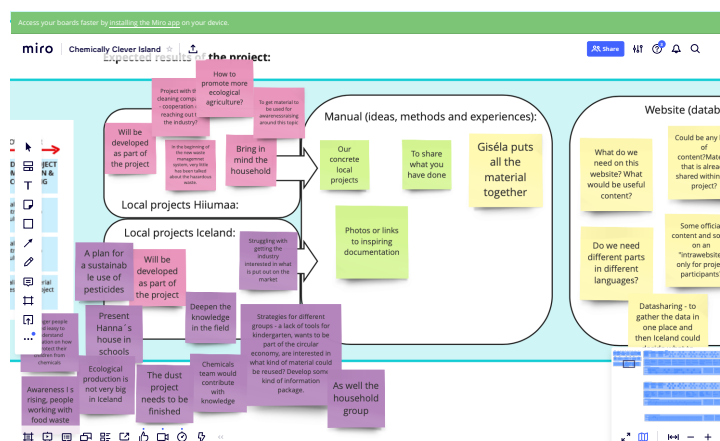 Access your boards faster by installing the Miro app on your device.
miro
Chemically Clever Island
Share
Expected results of the project:
How to
promote more
ecological
agriculture?
Project with
cleaning
- cooperation -
reaching out
the industry?
To get material to
be used for
awareness raising
around this topic
Will be
developed
as part of
the project
In the beginning of
the new waste
management
system, very little
has been talked
about the hazardous
waste.
Bring in
mind the
household
Local projects Hiiumaa:
Local projects Iceland:
A plan for
a sustainab
le use of
pesticides
Will be
developed
as part of
the project
Struggling with
getting the
industry
interested in what
is put out on the
market
Deepen the
knowledge
in the field
Present
Hanna´s
house in
schools
Strategies for different
groups - a lack of tools for
kindergarten, wants to be
part of the circular
economy, are interested in
what kind of material could
be reused? Develop some
kind of information
package.
children from
chemicals
Awareness I s
rising, people
working with
food waste
Ecological
production is
not very big
in Iceland
The dust
project
needs to be
finished
Chemicals
team would
contribute
with
knowledge
As well the
household
group
Manual (ideas, methods and experiences):
Our
concrete
local
projects
To share
what you
have done
Giséla puts
all the
material
together
Photos or links
to inspiring
documentation
Website (datab
What do we
need on this
website? What
would be useful
content?
Could be any
of
content?Mate
that is alrea
shared within
project?
Do we need
different parts
in different
languages?
Some official
content and so
on an
"intrawebsite
only for proje
participants
Datasharing - to
gather the data in
one place and
then Iceland could